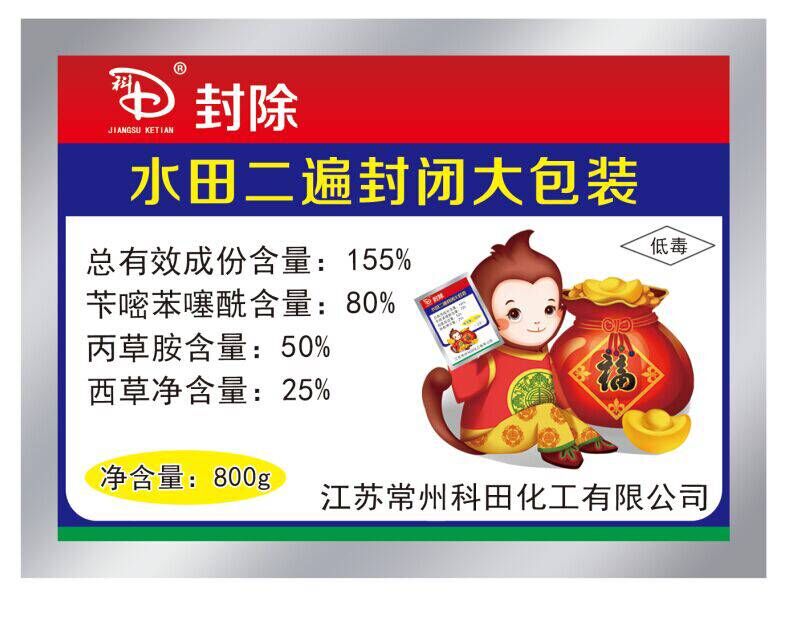 科 ®
JIANGSU KETIAN
封除
水田二遍封闭大包装
低毒
总有效成份含量：155%
苄嘧苯噻酰含量：80%
丙草胺含量：50%
西草净含量：25%
福
净含量：800g
江苏常州科田化工有限公司